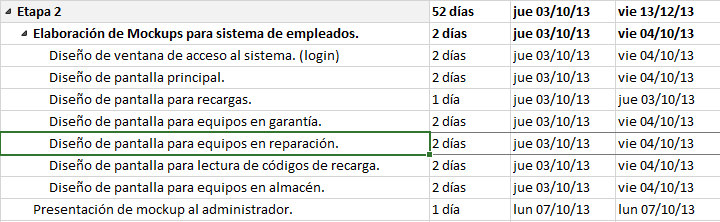 Etapa 2 52 días jue 03/10/13 vie 13/12/13
Elaboración de Mockups para sistema de empleados. 2 días jue 03/10/13 vie 04/10/13
Diseño de ventana de acceso al sistema. (login) 2 días jue 03/10/13 vie 04/10/13
Diseño de pantalla principal. 2 días jue 03/10/13 vie 04/10/13
Diseño de pantalla para recargas. 1 día jue 03/10/13 jue 03/10/13
Diseño de pantalla para equipos en garantía. 2 días jue 03/10/13 vie 04/10/13
Diseño de pantalla para equipos en reparación. 2 días jue 03/10/13 vie 04/10/13
Diseño de pantalla para lectura de códigos de recarga. 2 días jue 03/10/13 vie 04/10/13
Diseño de pantalla para equipos en almacén. 2 días jue 03/10/13 vie 04/10/13
Presentación de mockup al administrador. 1 día lun 07/10/13 lun 07/10/13